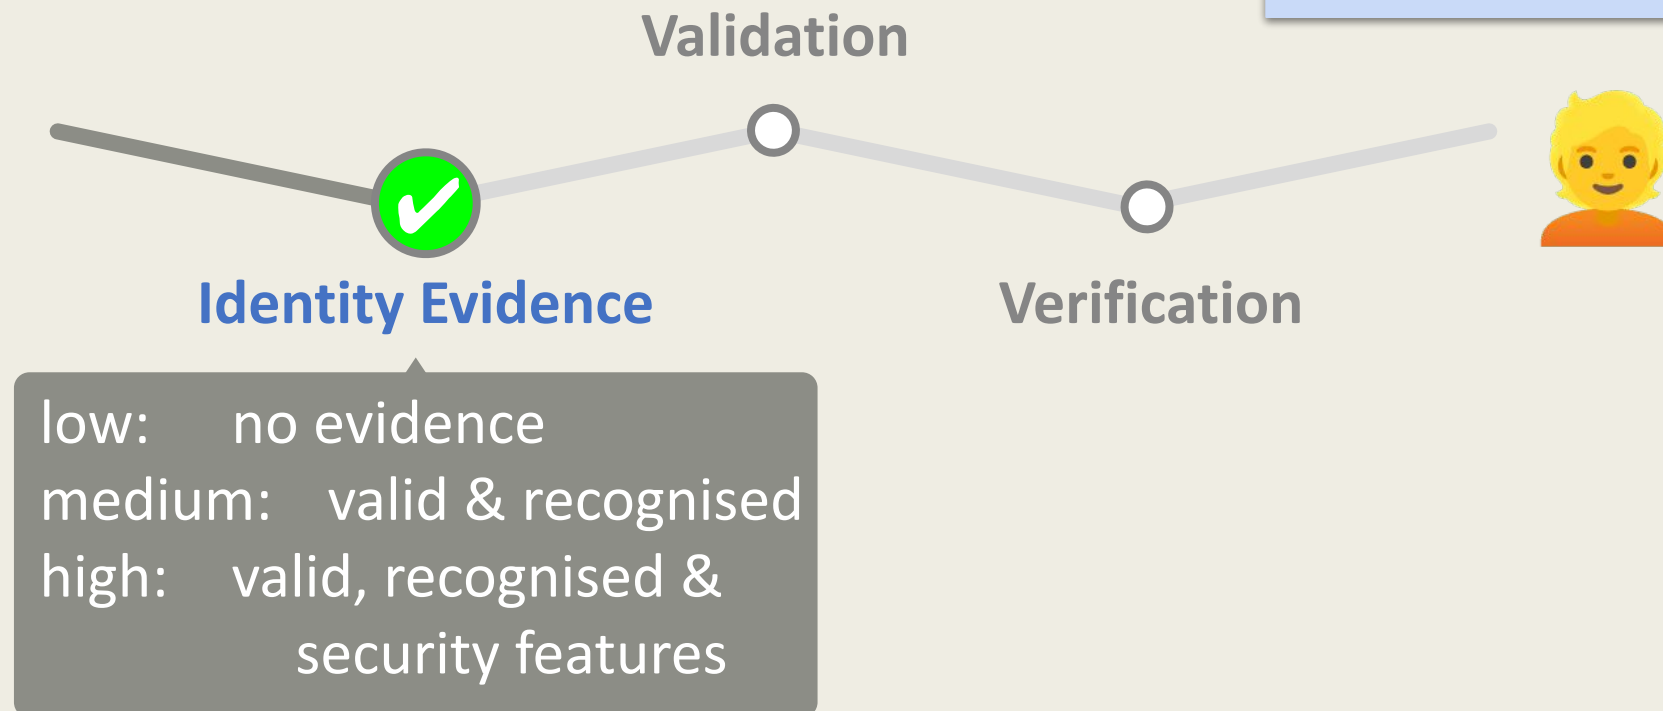 Validation
Identity Evidence
Verification
low: no evidence
medium: valid & recognised
high: valid, recognised &
security features